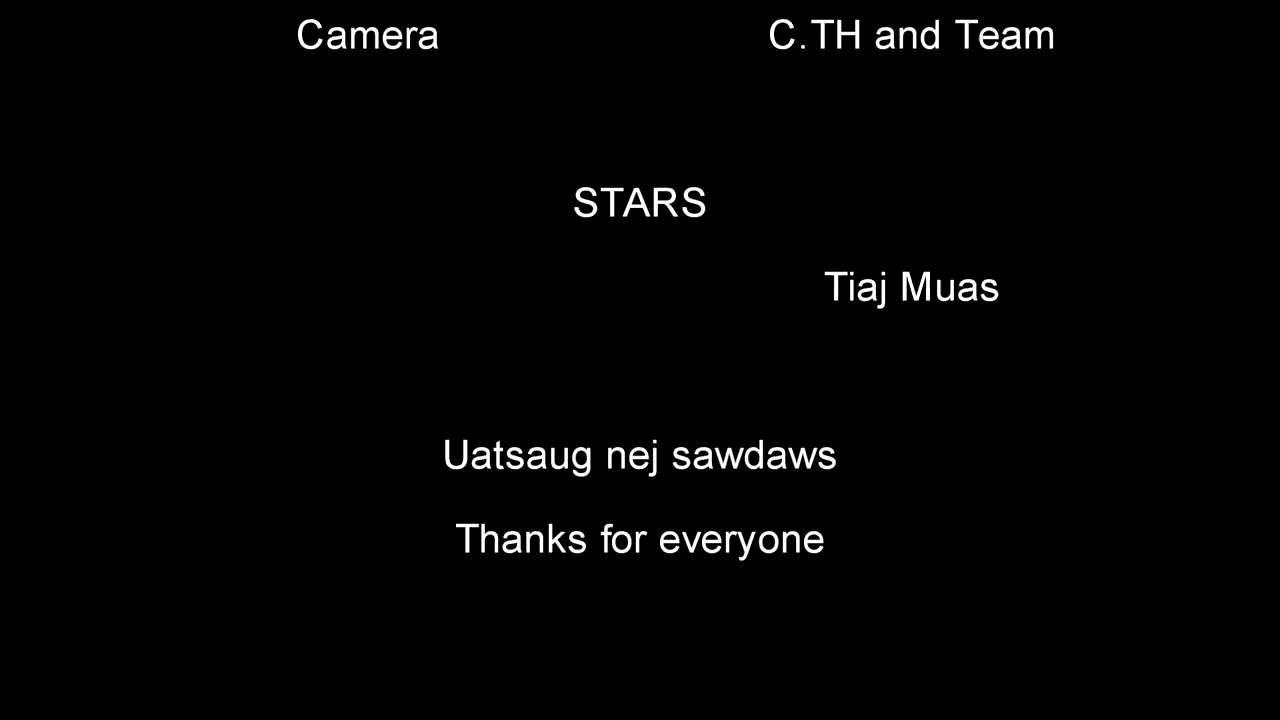 Camera C.TH and Team
STARS
Tiaj Muas
Uatsaug nej sawdaws
Thanks for everyone